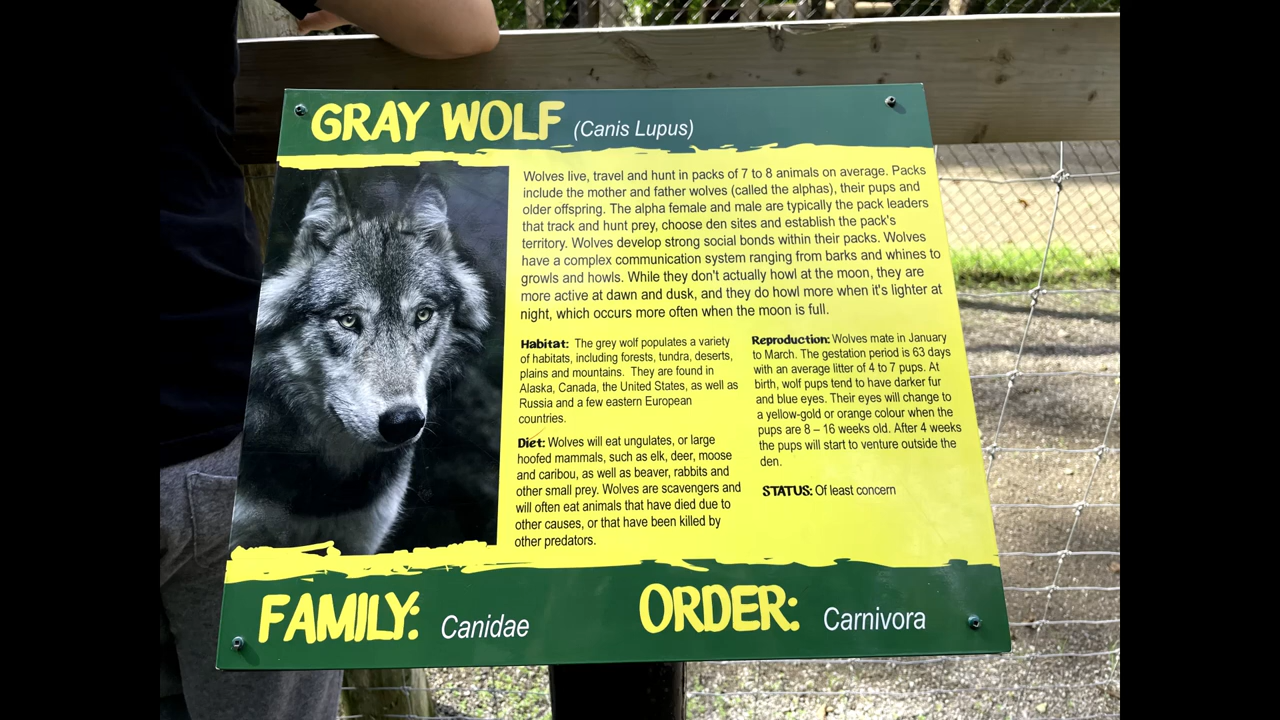 GRAY WOLF (Canis Lupus)
Wolves live, travel and hunt in packs of 7 to 8 animals on average. Packs
include the mother and father wolves (called the alphas), their pups and
older offspring. The alpha female and male are typically the pack leaders
that track and hunt prey, choose den sites and establish the pack's
territory. Wolves develop strong social bonds within their packs. Wolves
have a complex communication system ranging from barks and whines to
growls and howls. While they don't actually howl at the moon, they are
more active at dawn and dusk, and they do howl more when it's lighter at
night, which occurs more often when the moon is full.
Habitat: The grey wolf populates a variety
of habitats, including forests, tundra, deserts,
plains and mountains. They are found in
Alaska, Canada, the United States, as well as
Russia and a few eastern European
countries.
Diet: Wolves will eat ungulates, or large
hoofed mammals, such as elk, deer, moose
and caribou, as well as beaver, rabbits and
other small prey. Wolves are scavengers and
will often eat animals that have died due to
other causes, or that have been killed by
other predators.
Reproduction: Wolves mate in January
to March. The gestation period is 63 days
with an average litter of 4 to 7 pups. At
birth, wolf pups tend to have darker fur
and blue eyes. Their eyes will change to
a yellow-gold or orange colour when the
pups are 8 – 16 weeks old. After 4 weeks
the pups will start to venture outside the
den.
STATUS: Of least concern
FAMILY: Canidae
ORDER: Carnivora